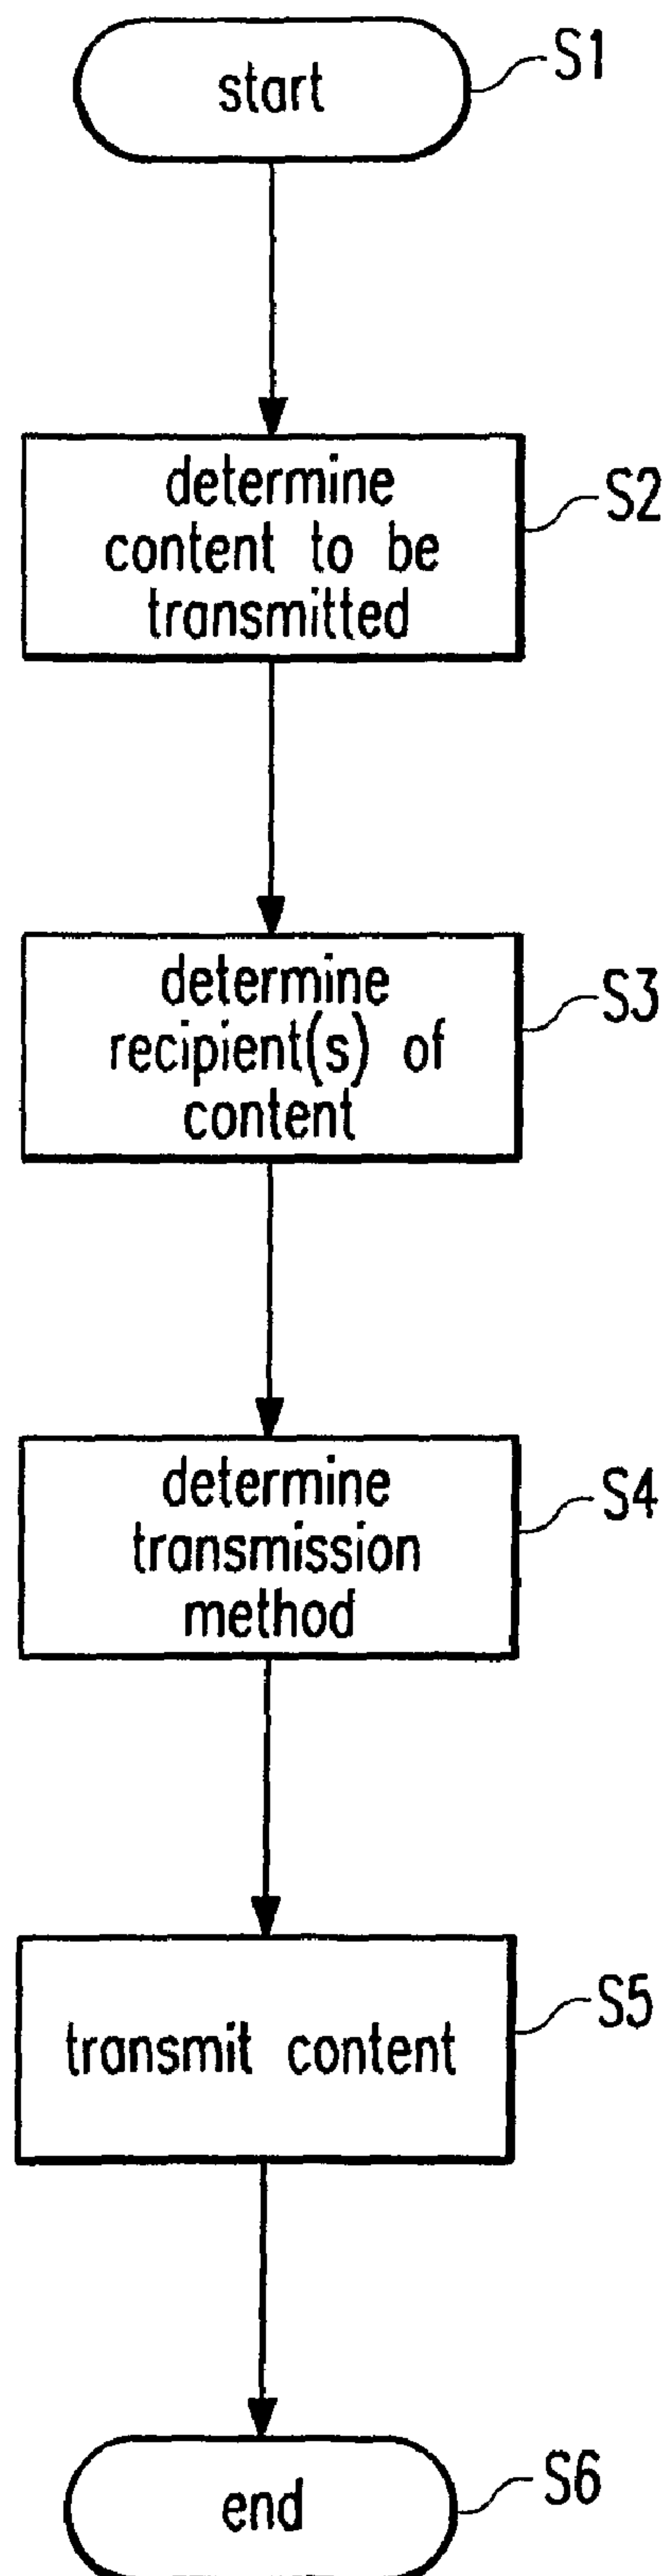 start
S1
determine
content to be
transmitted
S2
determine
recipient(s) of
content
S3
determine
transmission
method
S4
transmit content
S5
end
S6